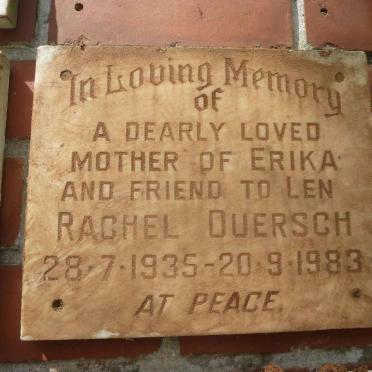 In Loving Memory
of
A DEARLY LOVED
MOTHER OF ERIKA
AND FRIEND TO LEN
RACHEL DUERSCH
28·7·1935-20·9·1983
AT PEACE.